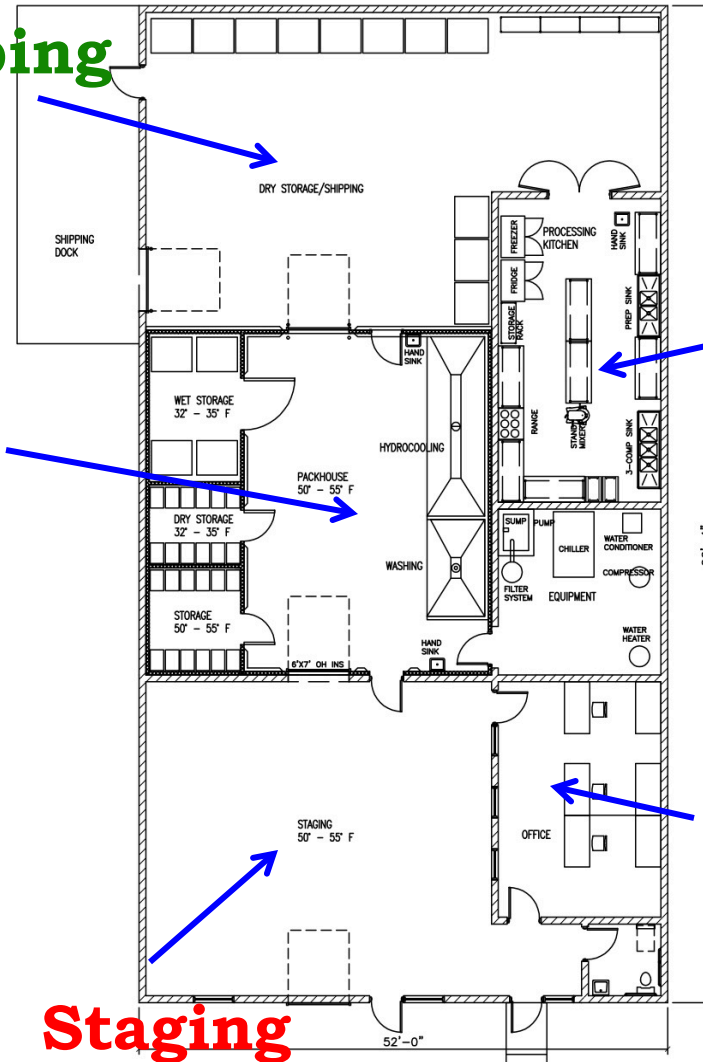 DRY STORAGE/SHIPPING
SHIPPING
DOCK
FREEZER
PROCESSING
KITCHEN
HAND
SINK
FRIDGE
STORAGE
RACK
PREP SINK
HAND
SINK
WET STORAGE
32° - 35° F
RANGE
STAND
MIXER
3-COMP SINK
HYDROCOOLING
PACKHOUSE
50° - 55° F
DRY STORAGE
32° - 35° F
SUMP
PUMP
CHILLER
WATER
CONDITIONER
WASHING
FILTER
SYSTEM
COMPRESSOR
EQUIPMENT
STORAGE
50° - 55° F
HAND
SINK
WATER
HEATER
6'X7' OH INS
STAGING
50° - 55° F
OFFICE
Staging
52'-0"